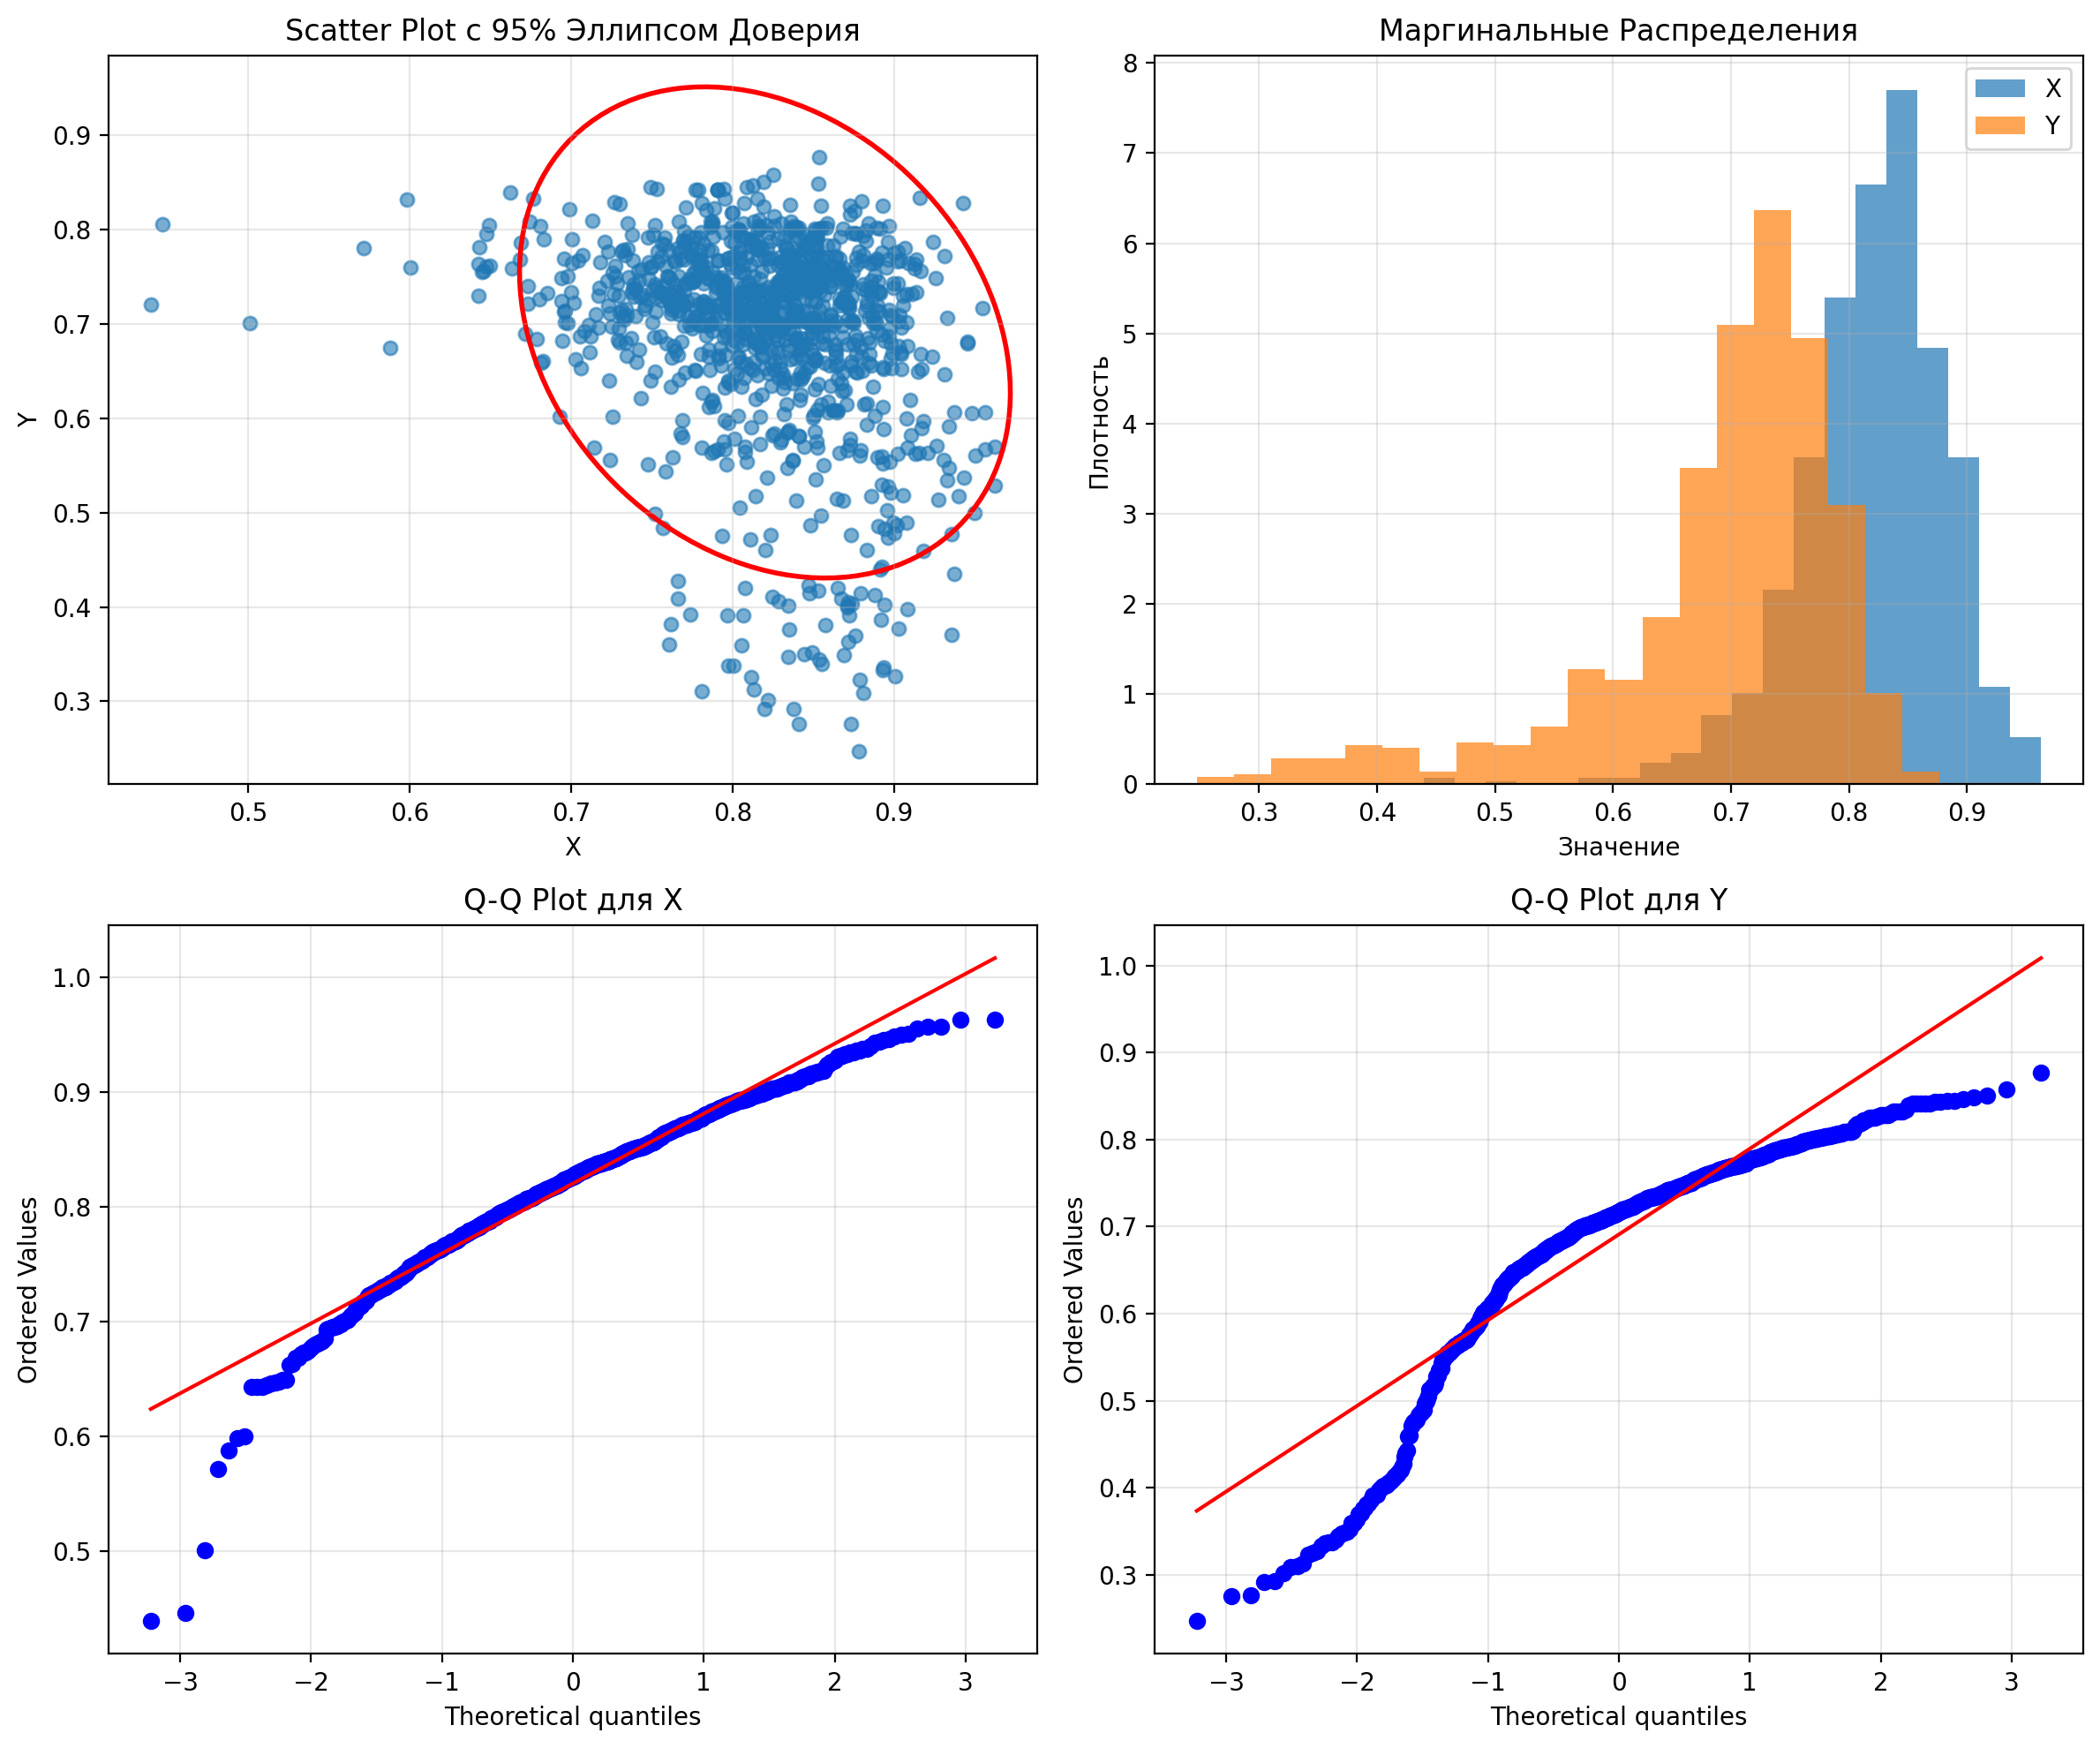 Scatter Plot с 95% Эллипсом Доверия
Y
0.9
0.8
0.7
0.6
0.5
0.4
0.3
0.5 0.6 0.7 0.8 0.9
X
Маргинальные Распределения
Плотность
8
7
6
5
4
3
2
1
0
X
Y
0.3 0.4 0.5 0.6 0.7 0.8 0.9
Значение
Q-Q Plot для X
Ordered Values
1.0
0.9
0.8
0.7
0.6
0.5
−3 −2 −1 0 1 2 3
Theoretical quantiles
Q-Q Plot для Y
Ordered Values
1.0
0.9
0.8
0.7
0.6
0.5
0.4
0.3
−3 −2 −1 0 1 2 3
Theoretical quantiles